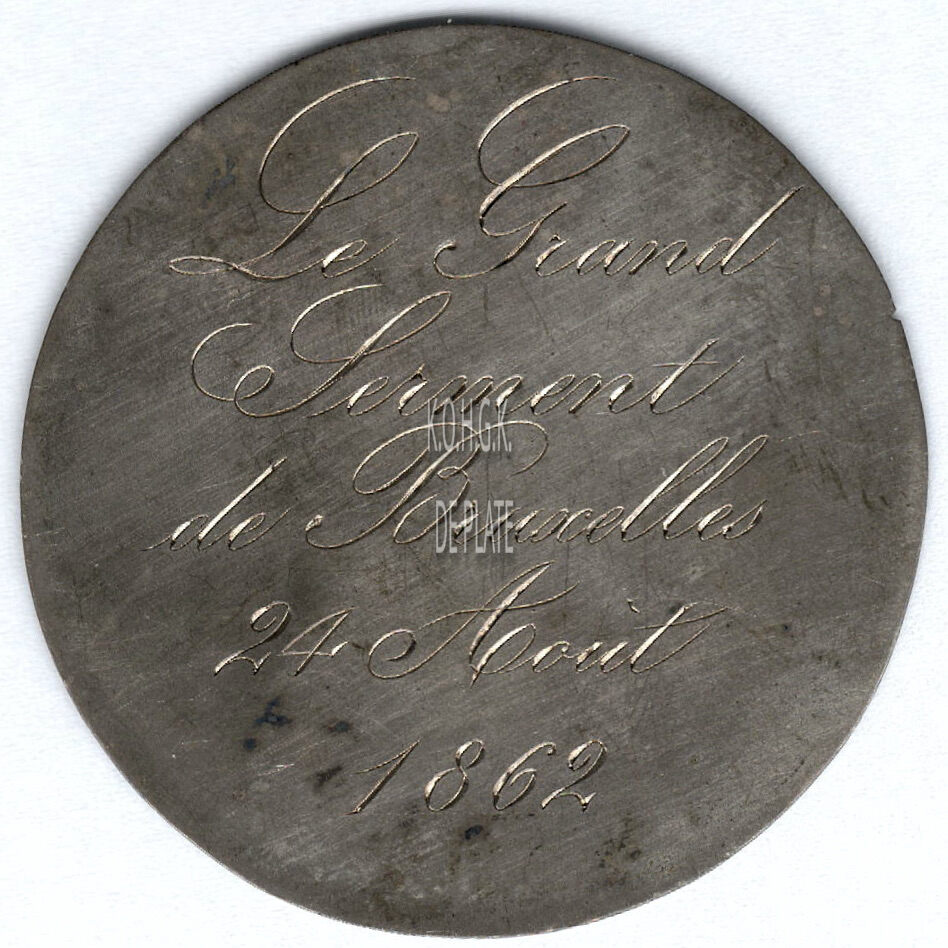 Le Grand
Serment
de Bruxelles
24 Aoùt
1862
K.O.H.G.K.
DE PLATE